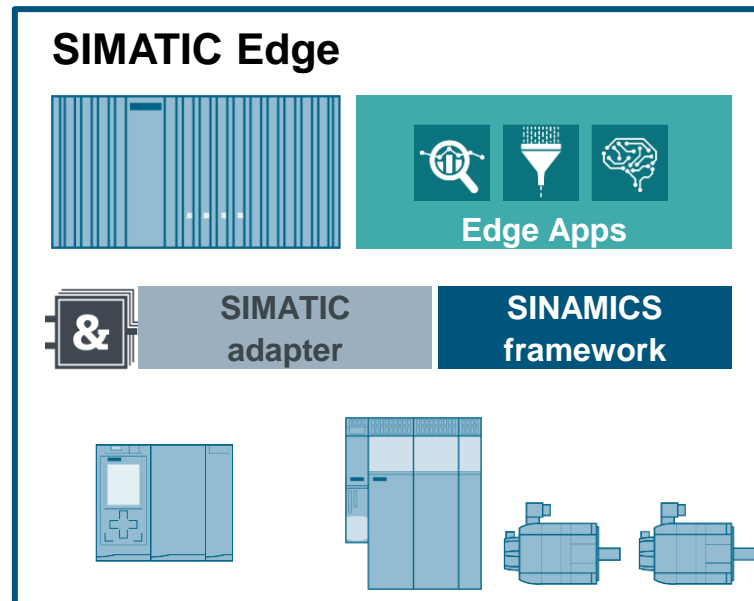 SIMATIC Edge
Edge Apps
&
SIMATIC
adapter
SINAMICS
framework